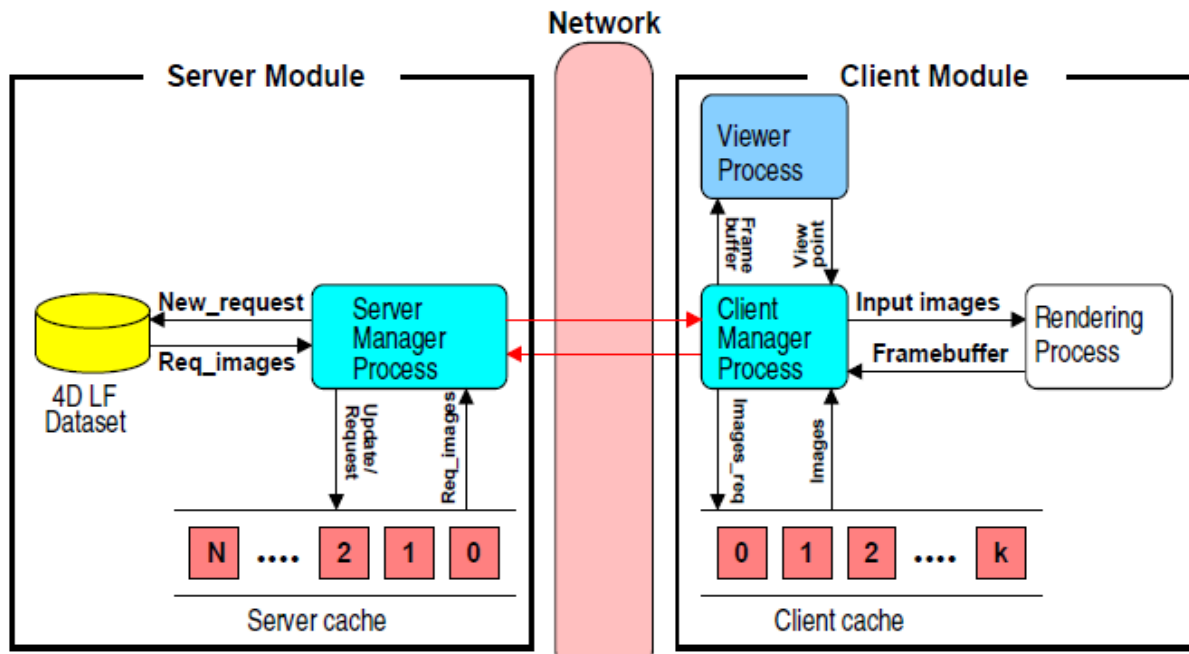 Network
Server Module
Client Module
Viewer
Process
Frame
buffer
View
point
New_request
Req_images
4D LF
Dataset
Server
Manager
Process
Client
Manager
Process
Input images
Framebuffer
Rendering
Process
Update/
Request
Req_images
Images_req
Images
N .... 2 1 0
Server cache
0 1 2 .... k
Client cache